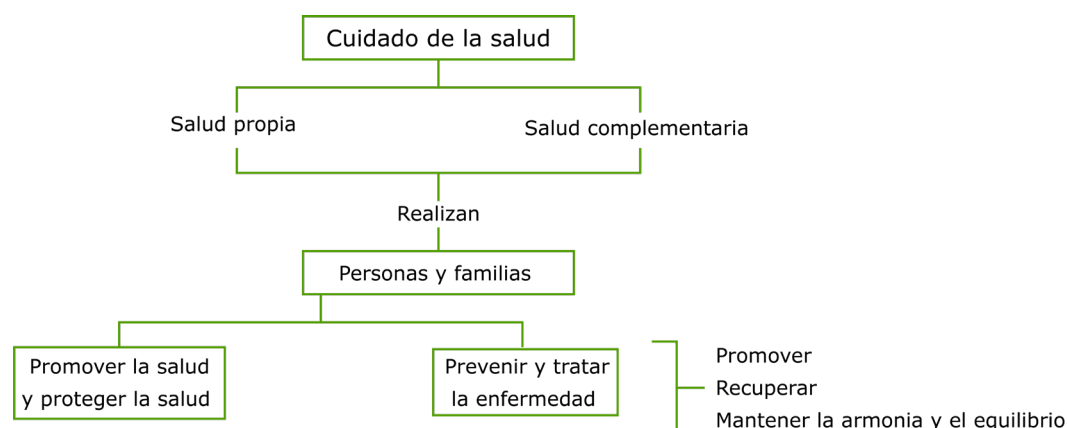 Cuidado de la salud
Salud propia
Salud complementaria
Realizan
Personas y familias
Promover la salud
y proteger la salud
Prevenir y tratar
la enfermedad
Promover
Recuperar
Mantener la armonia y el equilibrio